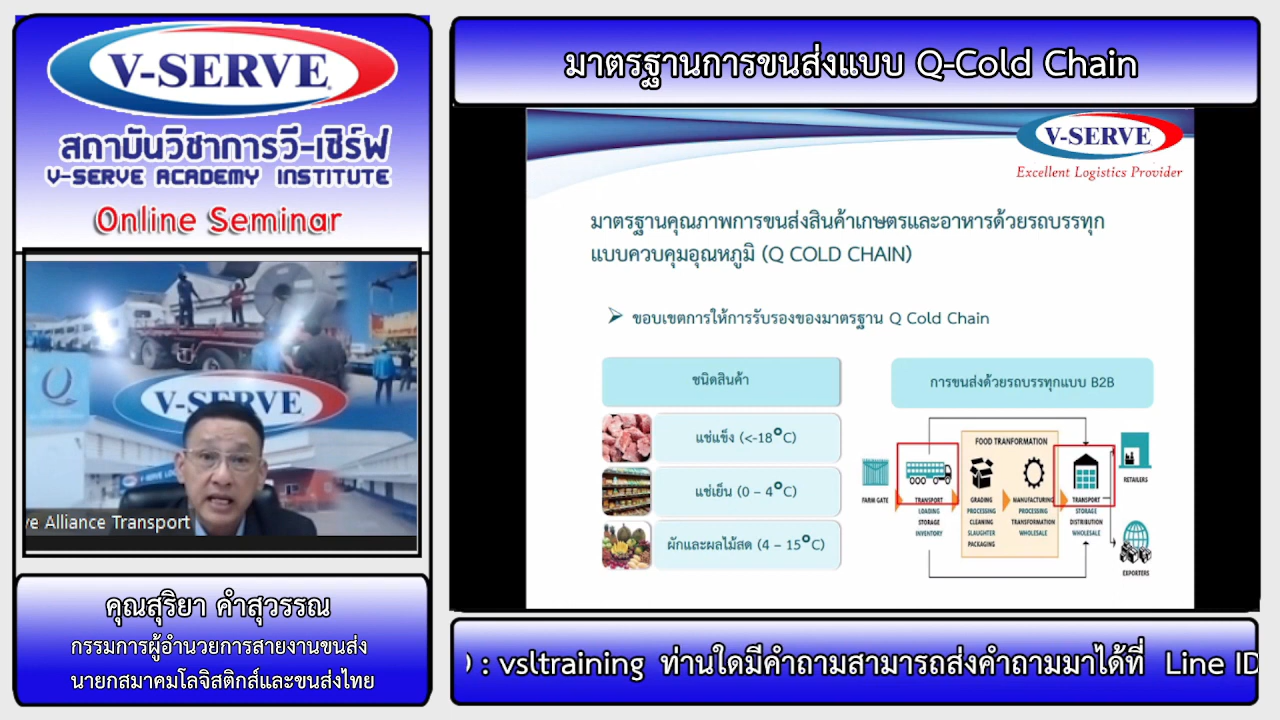 V-SERVE
สถาบันวิชาการวี-เซิร์ฟ
V-SERVE ACADEMY INSTITUTE
Online Seminar
V-SERVE
ve Alliance Transport
คุณสุริยา คำสุวรรณ
กรรมการผู้อำนวยการสายงานขนส่ง
นายกสมาคมโลจิสติกส์และขนส่งไทย
มาตรฐานการขนส่งแบบ Q-Cold Chain
V-SERVE
Excellent Logistics Provider
มาตรฐานคุณภาพการขนส่งสินค้าเกษตรและอาหารด้วยรถบรรทุก
แบบควบคุมอุณหภูมิ (Q COLD CHAIN)
ขอบเขตการให้การรับรองของมาตรฐาน Q Cold Chain
ชนิดสินค้า
แช่แข็ง (<-18°C)
แช่เย็น (0 – 4°C)
ผักและผลไม้สด (4 – 15°C)
การขนส่งด้วยรถบรรทุกแบบ B2B
FOOD TRANFORMATION
FARM GATE
TRANSPORT
LOADING
STORAGE
INVENTORY
GRADING
PROCESSING
CLEANING
SLAUGHTER
PACKAGING
MANUFACTURING
PROCESSING
TRANSFORMATION
WHOLESALE
TRANSPORT
STORAGE
DISTRIBUTION
WHOLESALE
RETAILERS
EXPORTERS
: vsltraining ท่านใดมีคำถามสามารถส่งคำถามมาได้ที่ Line ID